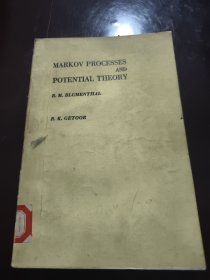 MARKOV PROCESSES
AND
POTENTIAL THEORY
R. M. BLUMENTHAL
R. K. GETOOR